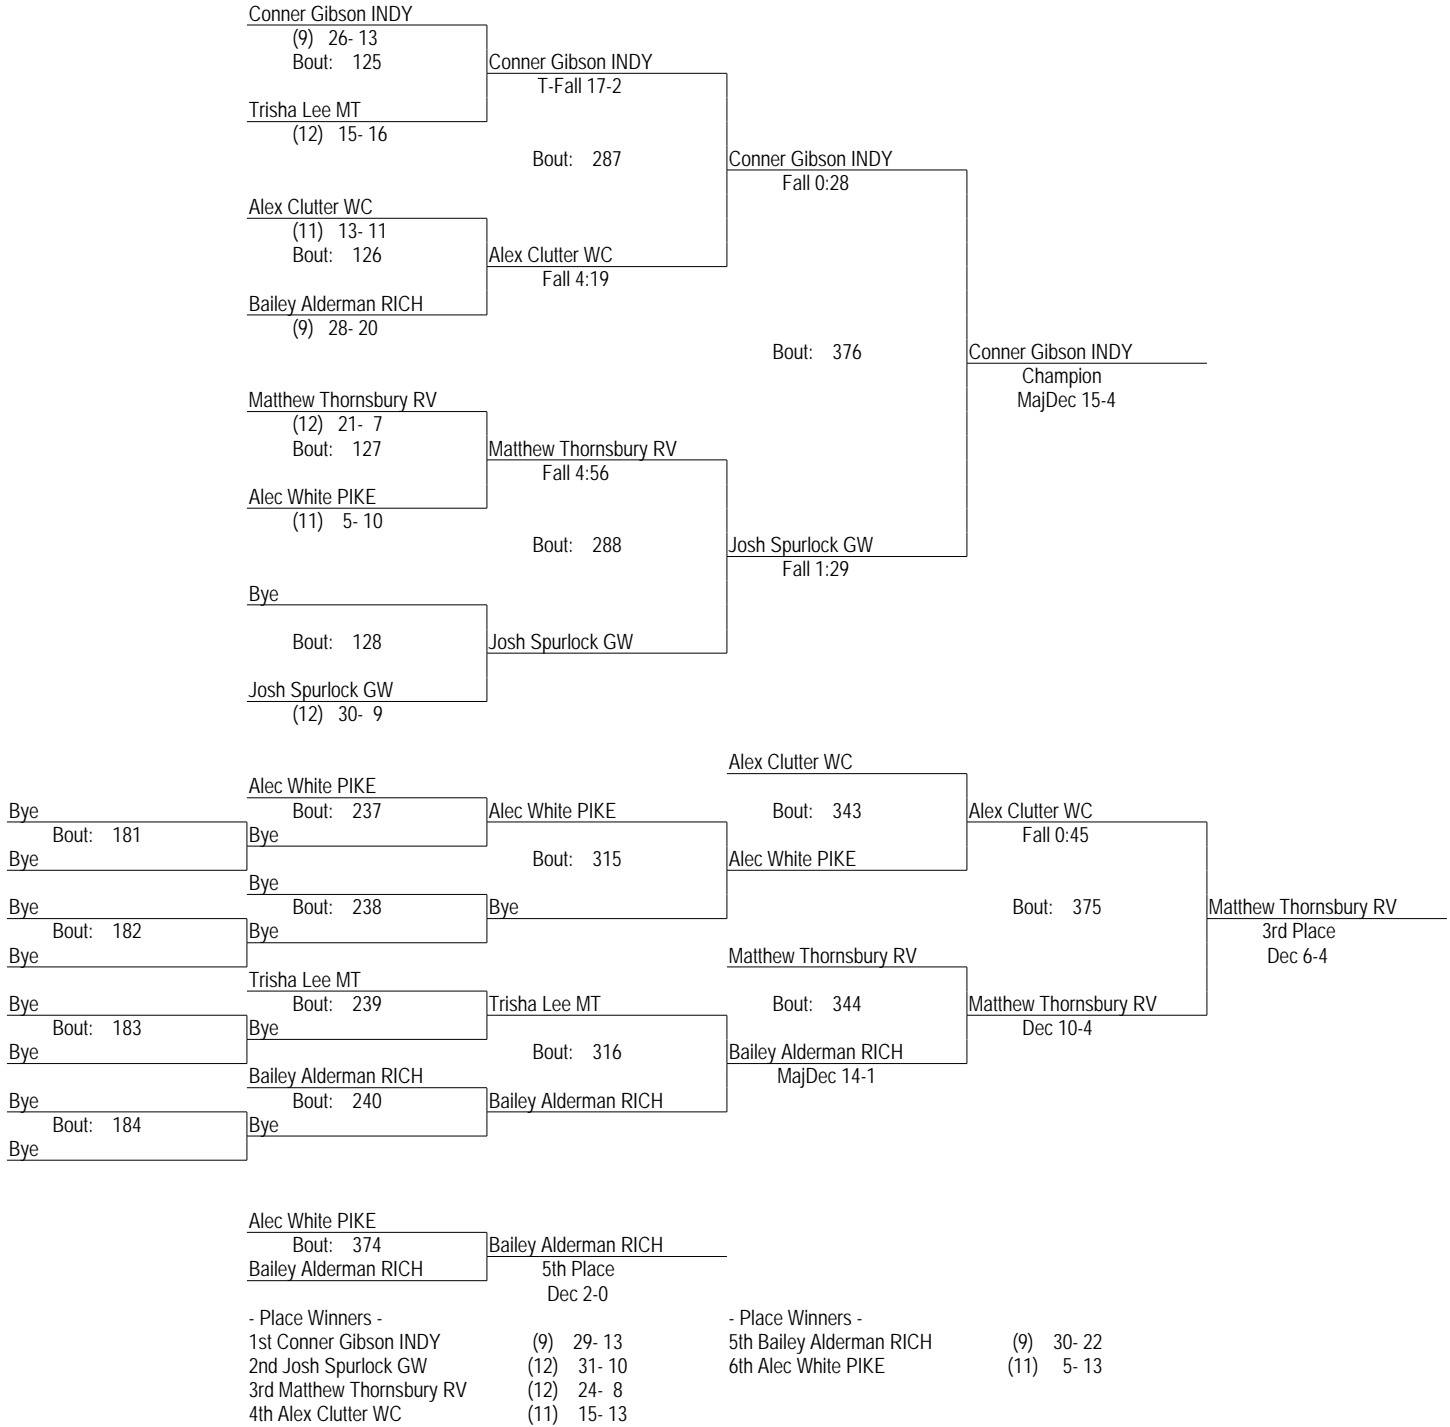 Conner Gibson INDY
(9) 26- 13
Bout: 125
Conner Gibson INDY
T-Fall 17-2
Trisha Lee MT
(12) 15- 16
Bout: 287
Conner Gibson INDY
Fall 0:28
Alex Clutter WC
(11) 13- 11
Bout: 126
Alex Clutter WC
Fall 4:19
Bailey Alderman RICH
(9) 28- 20
Bout: 376
Conner Gibson INDY
Champion
MajDec 15-4
Matthew Thornsbury RV
(12) 21- 7
Bout: 127
Matthew Thornsbury RV
Fall 4:56
Alec White PIKE
(11) 5- 10
Bout: 288
Josh Spurlock GW
Fall 1:29
Bye
Bout: 128
Josh Spurlock GW
Josh Spurlock GW
(12) 30- 9
Alex Clutter WC
Alec White PIKE
Bye
Bout: 237
Alec White PIKE
Bout: 343
Alex Clutter WC
Bout: 181
Bye
Fall 0:45
Bye
Bout: 315
Alec White PIKE
Bye
Bye
Bout: 238
Bye
Bout: 375
Matthew Thornsbury RV
Bout: 182
Bye
3rd Place
Bye
Matthew Thornsbury RV
Dec 6-4
Trisha Lee MT
Bye
Bout: 239
Trisha Lee MT
Bout: 344
Matthew Thornsbury RV
Bout: 183
Bye
Dec 10-4
Bye
Bout: 316
Bailey Alderman RICH
Bailey Alderman RICH
MajDec 14-1
Bye
Bout: 240
Bailey Alderman RICH
Bout: 184
Bye
Bye
Alec White PIKE
Bout: 374
Bailey Alderman RICH
Bailey Alderman RICH
5th Place
Dec 2-0
- Place Winners -
1st Conner Gibson INDY (9) 29- 13
2nd Josh Spurlock GW (12) 31- 10
3rd Matthew Thornsbury RV (12) 24- 8
4th Alex Clutter WC (11) 15- 13
- Place Winners -
5th Bailey Alderman RICH (9) 30- 22
6th Alec White PIKE (11) 5- 13